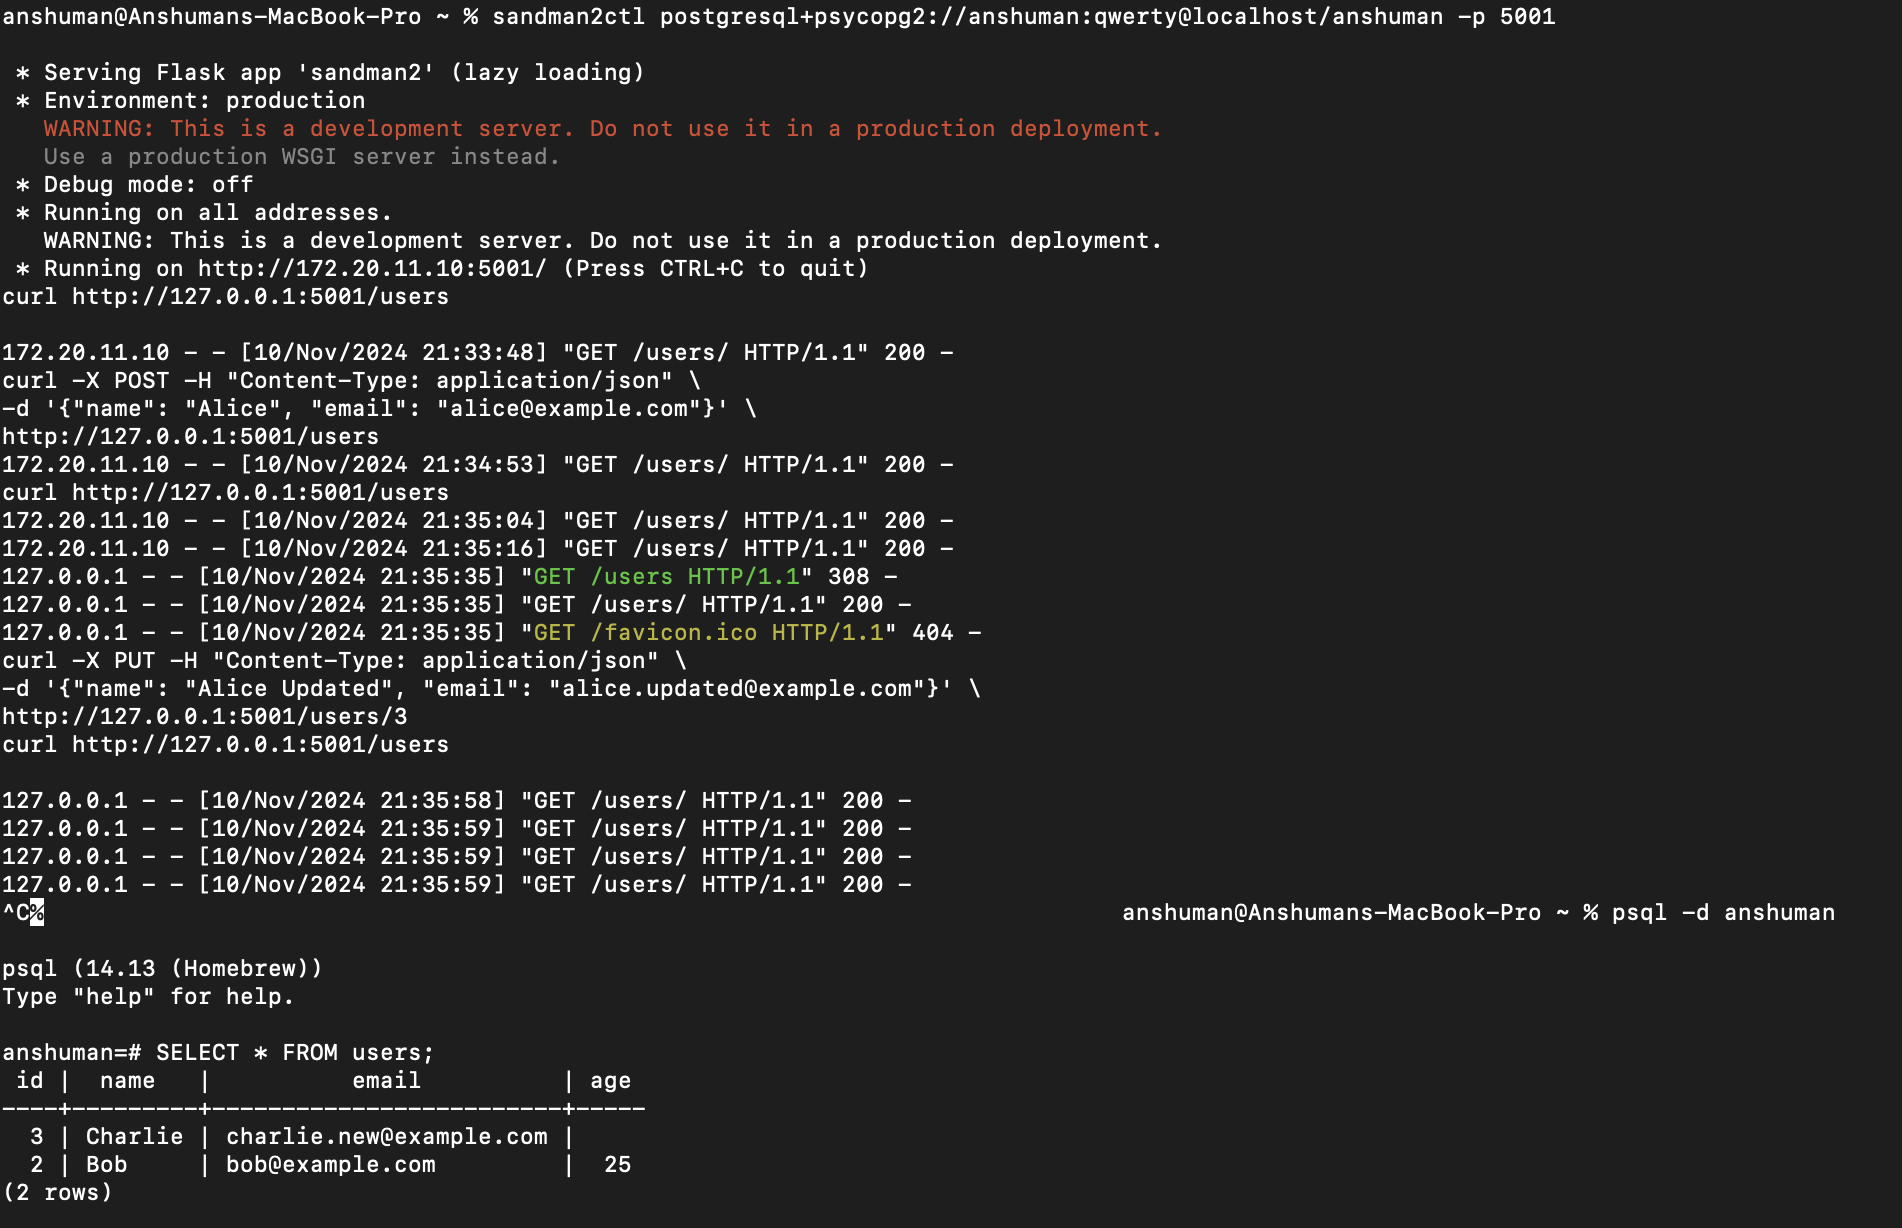 anshuman@Anshumans-MacBook-Pro ~ % sandman2ctl postgresql+psycopg2://anshuman:qwerty@localhost/anshuman -p 5001
* Serving Flask app 'sandman2' (lazy loading)
* Environment: production
WARNING: This is a development server. Do not use it in a production deployment.
Use a production WSGI server instead.
* Debug mode: off
* Running on all addresses.
WARNING: This is a development server. Do not use it in a production deployment.
* Running on http://172.20.11.10:5001/ (Press CTRL+C to quit)
curl http://127.0.0.1:5001/users
172.20.11.10 - - [10/Nov/2024 21:33:48] "GET /users/ HTTP/1.1" 200 -
curl -X POST -H "Content-Type: application/json" \
-d '{"name": "Alice", "email": "alice@example.com"}' \
http://127.0.0.1:5001/users
172.20.11.10 - - [10/Nov/2024 21:34:53] "GET /users/ HTTP/1.1" 200 -
curl http://127.0.0.1:5001/users
172.20.11.10 - - [10/Nov/2024 21:35:04] "GET /users/ HTTP/1.1" 200 -
172.20.11.10 - - [10/Nov/2024 21:35:16] "GET /users/ HTTP/1.1" 200 -
127.0.0.1 - - [10/Nov/2024 21:35:35] "GET /users HTTP/1.1" 308 -
127.0.0.1 - - [10/Nov/2024 21:35:35] "GET /users/ HTTP/1.1" 200 -
127.0.0.1 - - [10/Nov/2024 21:35:35] "GET /favicon.ico HTTP/1.1" 404 -
curl -X PUT -H "Content-Type: application/json" \
-d '{"name": "Alice Updated", "email": "alice.updated@example.com"}' \
http://127.0.0.1:5001/users/3
curl http://127.0.0.1:5001/users
127.0.0.1 - - [10/Nov/2024 21:35:58] "GET /users/ HTTP/1.1" 200 -
127.0.0.1 - - [10/Nov/2024 21:35:59] "GET /users/ HTTP/1.1" 200 -
127.0.0.1 - - [10/Nov/2024 21:35:59] "GET /users/ HTTP/1.1" 200 -
127.0.0.1 - - [10/Nov/2024 21:35:59] "GET /users/ HTTP/1.1" 200 -
^C% anshuman@Anshumans-MacBook-Pro ~ % psql -d anshuman
psql (14.13 (Homebrew))
Type "help" for help.
anshuman=# SELECT * FROM users;
id | name | email | age
----+---------+-------------------------+-----
3 | Charlie | charlie.new@example.com |
2 | Bob | bob@example.com | 25
(2 rows)